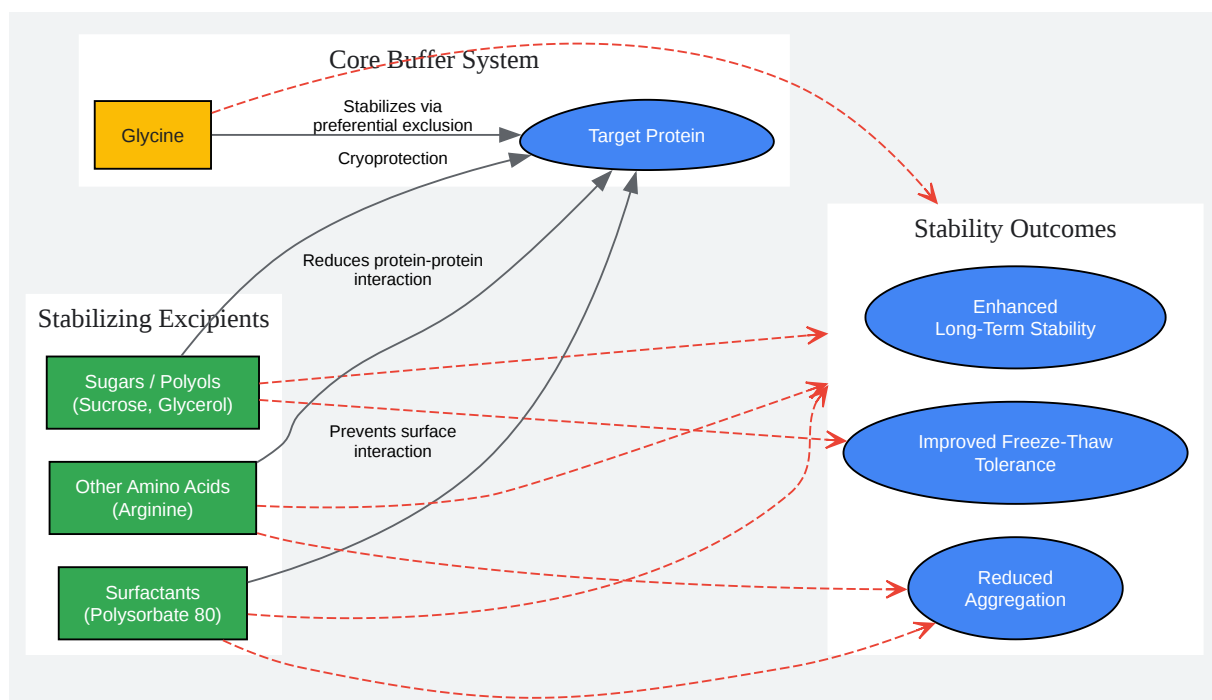 Core Buffer System
Glycine
Stabilizes via
preferential exclusion
Target Protein
Cryoprotection
Stability Outcomes
Enhanced
Long-Term Stability
Reduces protein-protein
interaction
Stabilizing Excipients
Sugars / Polyols
(Sucrose, Glycerol)
Prevents surface
interaction
Improved Freeze-Thaw
Tolerance
Other Amino Acids
(Arginine)
Surfactants
(Polysorbate 80)
Reduced
Aggregation